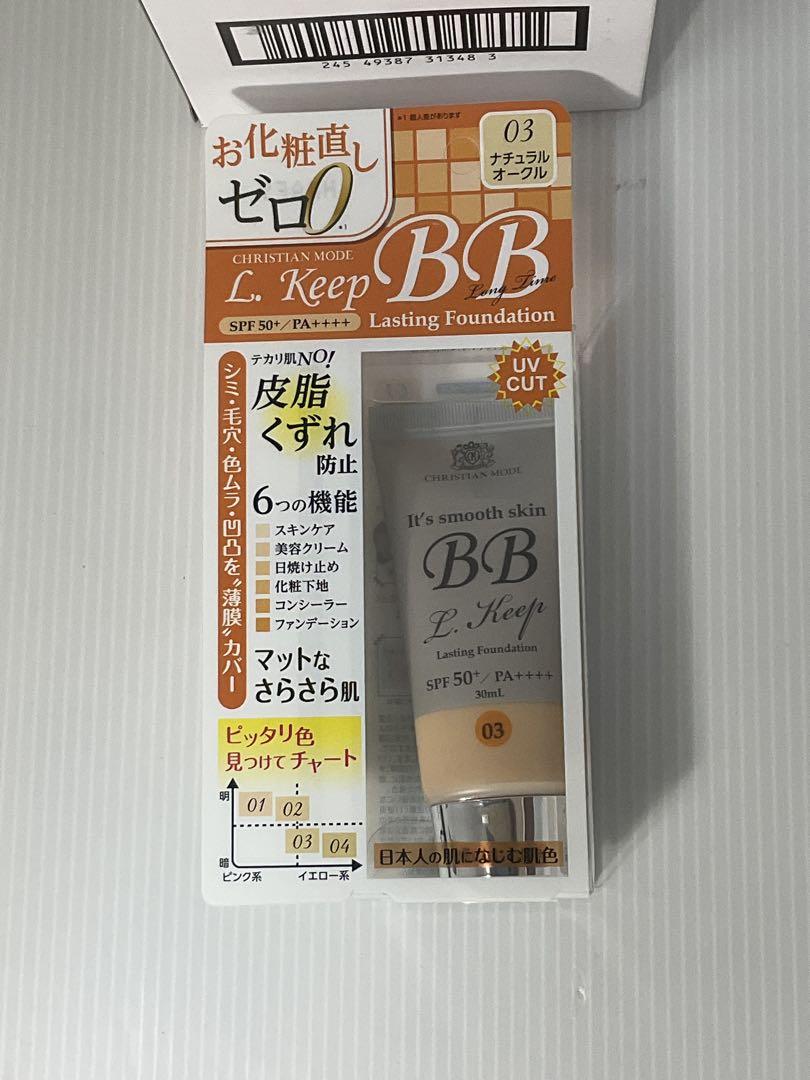 245 49387 31348 3
*1 個人差があります
お化粧直し
ゼロ0
*1
03
ナチュラル
オークル
CHRISTIAN MODE
L. Keep BB
Long Time
SPF 50+/PA++++ Lasting Foundation
シミ・毛穴・色ムラ・凹凸を"薄膜"カバー
テカリ肌NO!
皮脂
くずれ
防止
6つの機能
スキンケア
美容クリーム
日焼け止め
化粧下地
コンシーラー
ファンデーション
マットな
さらさら肌
ピッタリ色
見つけてチャート
明
01 02
03 04
暗
ピンク系 イエロー系
UV
CUT
CHRISTIAN MODE
It's smooth skin
BB
L. Keep
Lasting Foundation
SPF 50+/ PA++++
30mL
03
日本人の肌になじむ肌色